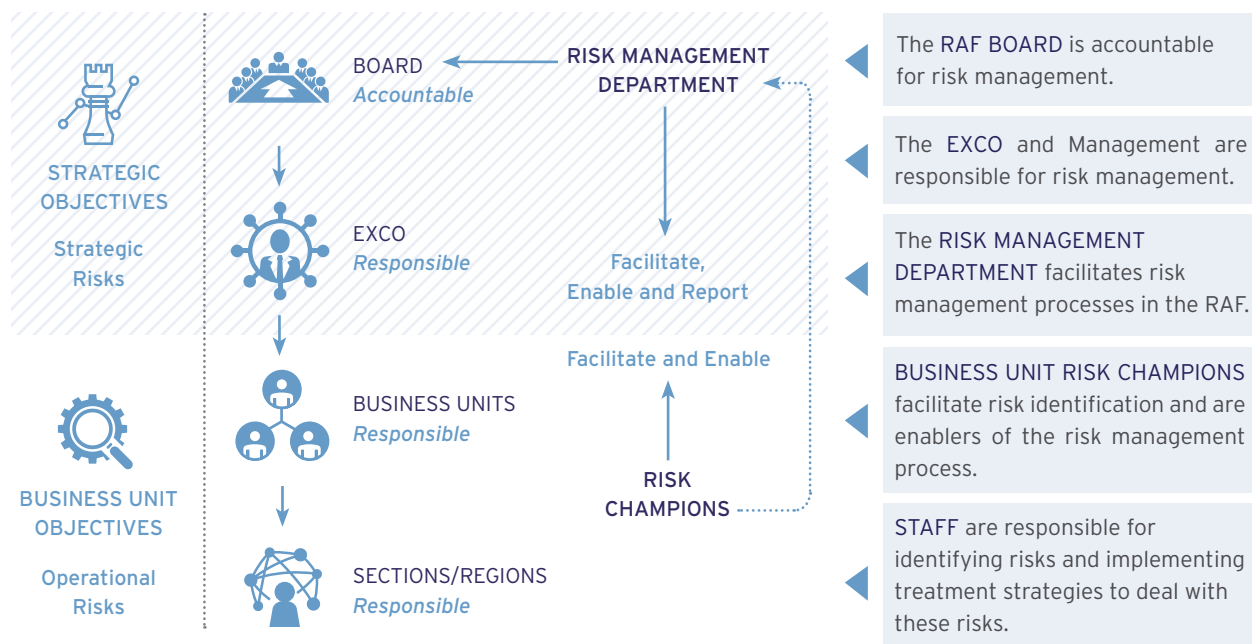 STRATEGIC
OBJECTIVES
Strategic
Risks
BUSINESS UNIT
OBJECTIVES
Operational
Risks
BOARD
Accountable
EXCO
Responsible
BUSINESS UNITS
Responsible
SECTIONS/REGIONS
Responsible
RISK MANAGEMENT
DEPARTMENT
Facilitate,
Enable and Report
Facilitate and Enable
RISK
CHAMPIONS
The RAF BOARD is accountable
for risk management.
The EXCO and Management are
responsible for risk management.
The RISK MANAGEMENT
DEPARTMENT facilitates risk
management processes in the RAF.
BUSINESS UNIT RISK CHAMPIONS
facilitate risk identification and are
enablers of the risk management
process.
STAFF are responsible for
identifying risks and implementing
treatment strategies to deal with
these risks.